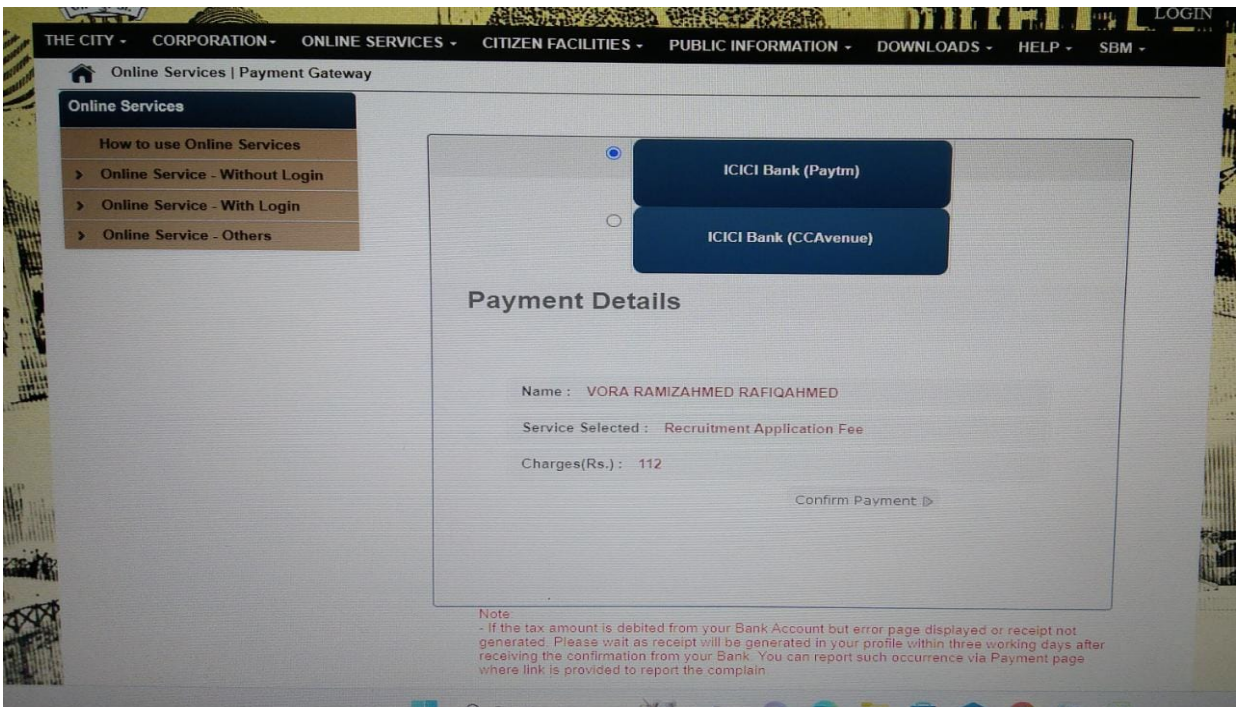 LOGIN
THE CITY - CORPORATION - ONLINE SERVICES - CITIZEN FACILITIES - PUBLIC INFORMATION - DOWNLOADS - HELP - SBM -
Online Services | Payment Gateway
Online Services
How to use Online Services
> Online Service - Without Login
> Online Service - With Login
> Online Service - Others
ICICI Bank (Paytm)
ICICI Bank (CCAvenue)
Payment Details
Name : VORA RAMIZAHMED RAFIQAHMED
Service Selected : Recruitment Application Fee
Charges(Rs.) : 112
Confirm Payment
Note:
- If the tax amount is debited from your Bank Account but error page displayed or receipt not
generated. Please wait as receipt will be generated in your profile within three working days after
receiving the confirmation from your Bank. You can report such occurrence via Payment page
where link is provided to report the complain